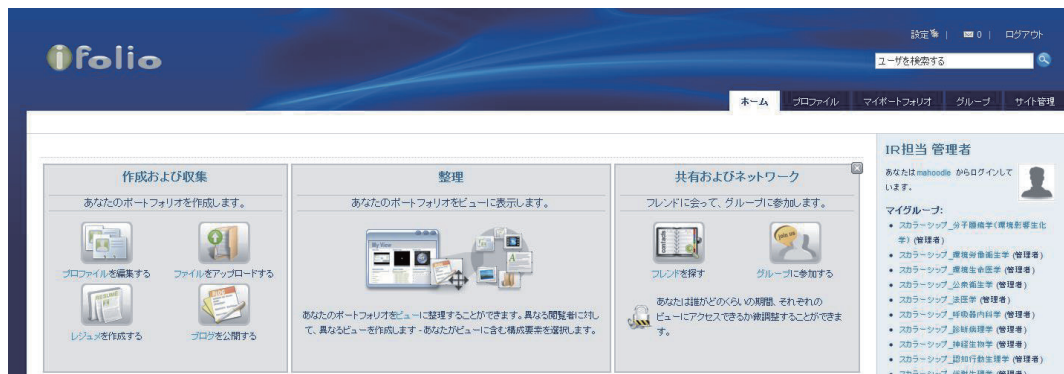 ifolio
設定 | 0 | ログアウト
ユーザを検索する
ホーム プロファイル マイポートフォリオ グループ サイト管理
作成および収集
あなたのポートフォリオを作成します。
プロファイルを編集する ファイルをアップロードする
レジュメを作成する ブログを公開する
整理
あなたのポートフォリオをビューに表示します。
My View
あなたのポートフォリオをビューに整理することができます。異なる閲覧者に対し
て、異なるビューを作成します - あなたがビューに含む構成要素を選択します。
共有およびネットワーク
フレンドに会って、グループに参加します。
contact
join us
フレンドを探す グループに参加する
あなたは誰がどのくらいの期間、それぞれの
ビューにアクセスできるか微調整することができま
す。
IR担当 管理者
あなたは mahoodle からログインして
います。
マイグループ:
スカラーシップ_分子腫瘍学(環境影響生化
学) (管理者)
スカラーシップ_環境労働衛生学 (管理者)
スカラーシップ_環境生命医学 (管理者)
スカラーシップ_公衆衛生学 (管理者)
スカラーシップ_法医学 (管理者)
スカラーシップ_呼吸器内科学 (管理者)
スカラーシップ_診断病理学 (管理者)
スカラーシップ_神経生物学 (管理者)
スカラーシップ_認知行動生理学 (管理者)